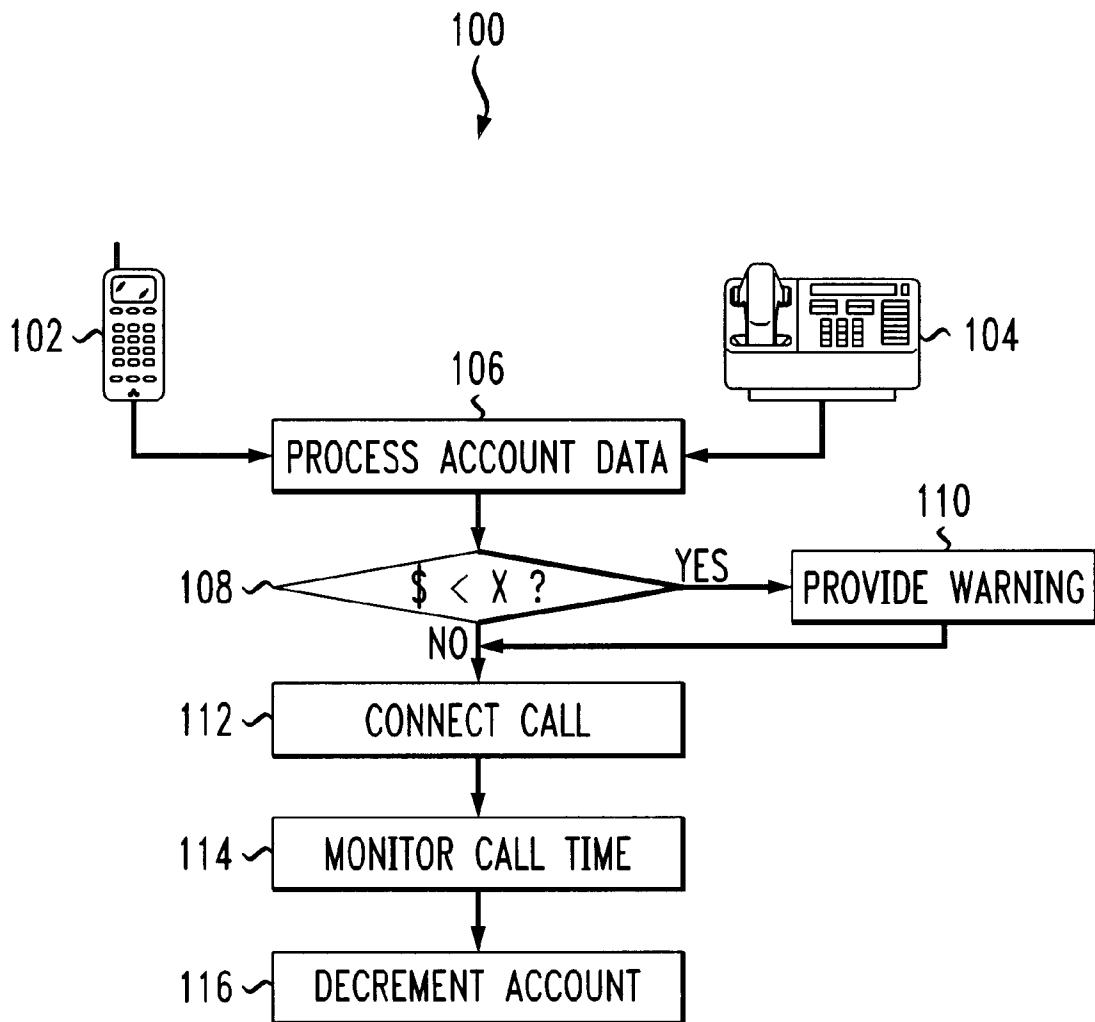 100
102
104
106
PROCESS ACCOUNT DATA
110
108
$ < X ?
YES
PROVIDE WARNING
NO
112
CONNECT CALL
114
MONITOR CALL TIME
116
DECREMENT ACCOUNT